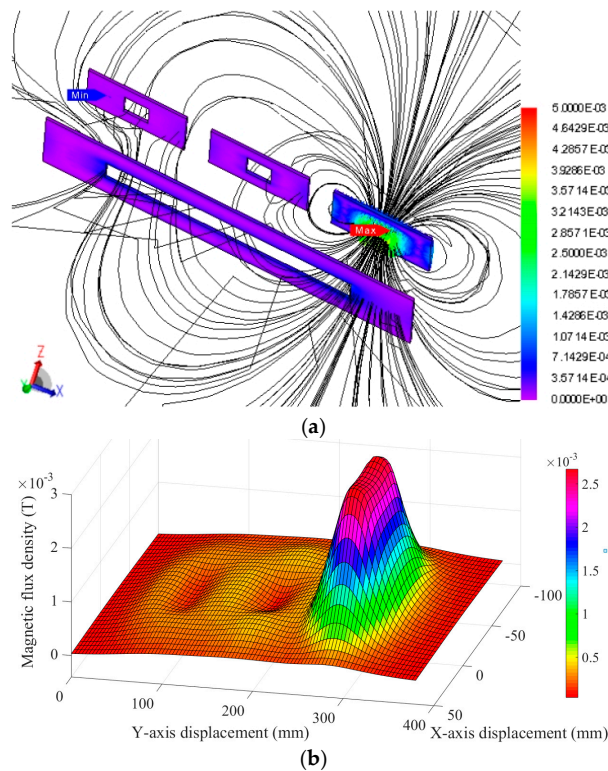 Min
Max
5.0000E-03
4.6429E-03
4.2857E-03
3.9286E-03
3.5714E-03
3.2143E-03
2.8571E-03
2.5000E-03
2.1429E-03
1.7857E-03
1.4286E-03
1.0714E-03
7.1429E-04
3.5714E-04
0.0000E+00
Z
Y
X
(a)
×10⁻³
3
2
1
0
Magnetic flux density (T)
0
100
200
300
400
Y-axis displacement (mm)
50
0
-50
-100
X-axis displacement (mm)
×10⁻³
2.5
2
1.5
1
0.5
(b)